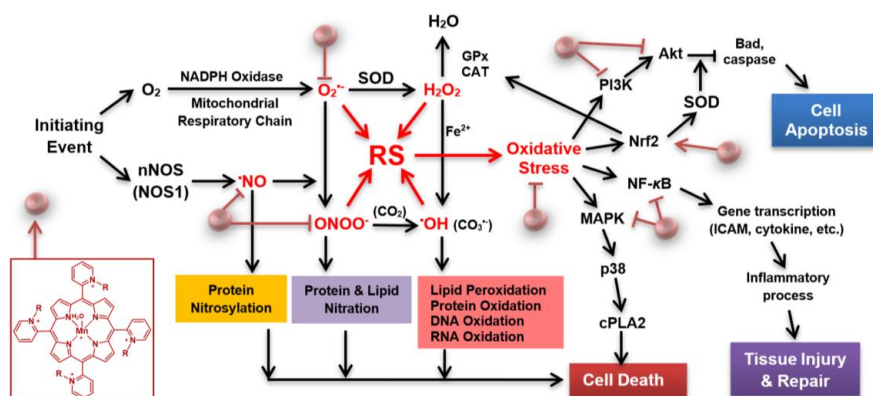 H₂O
GPx
CAT
Akt
Bad,
caspase
NADPH Oxidase
SOD
PI3K
O₂
O₂•-
H₂O₂
Mitochondrial
Respiratory Chain
SOD
Cell
Apoptosis
Initiating
Event
Fe²⁺
Nrf2
RS
Oxidative
Stress
nNOS
(NOS1)
•NO
NF-κB
ONOO⁻
(CO₂)
•OH
(CO₃•-)
MAPK
Gene transcription
(ICAM, cytokine, etc.)
p38
Inflammatory
process
Protein
Nitrosylation
Protein & Lipid
Nitration
Lipid Peroxidation
Protein Oxidation
DNA Oxidation
RNA Oxidation
cPLA2
Cell Death
Tissue Injury
& Repair
R
N+
N
H₂O
N
Mn
+
N
N
R
N+
N+
R
R
N+